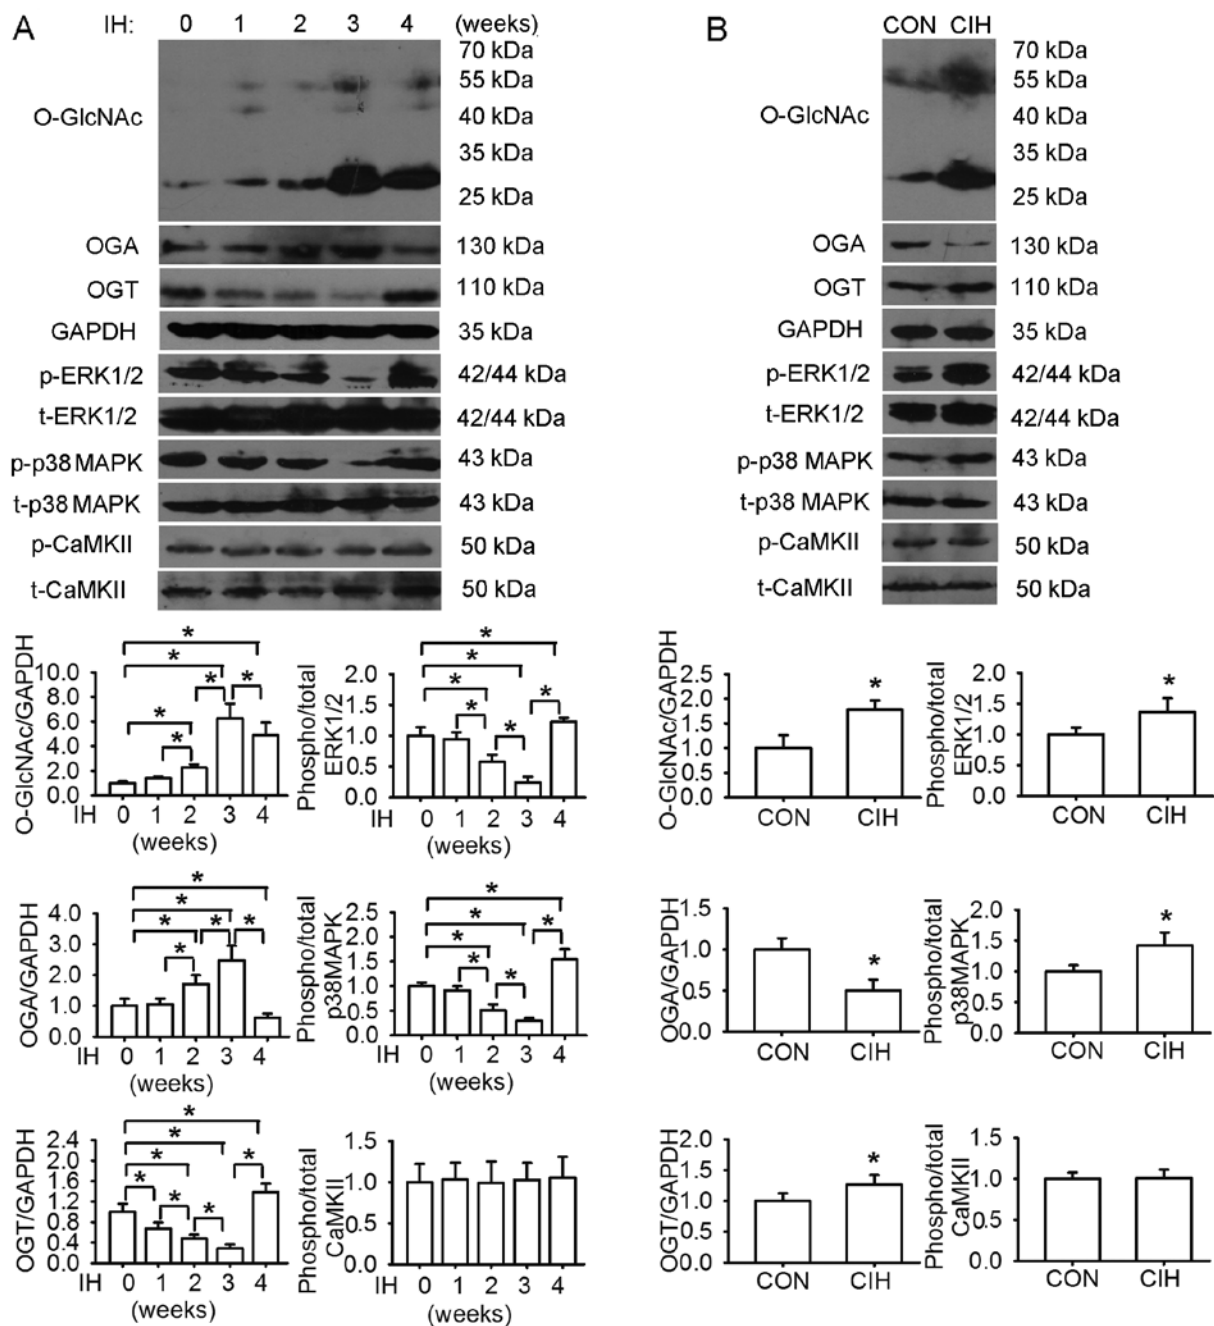 A IH: 0 1 2 3 4 (weeks)
O-GlcNAc
70 kDa
55 kDa
40 kDa
35 kDa
25 kDa
OGA 130 kDa
OGT 110 kDa
GAPDH 35 kDa
p-ERK1/2 42/44 kDa
t-ERK1/2 42/44 kDa
p-p38 MAPK 43 kDa
t-p38 MAPK 43 kDa
p-CaMKII 50 kDa
t-CaMKII 50 kDa
O-GlcNAc/GAPDH
10.0
8.0
6.0
4.0
2.0
0.0
* * * * * *
IH 0 1 2 3 4
(weeks)
Phospho/total
ERK1/2
2.0
1.5
1.0
0.5
0.0
* * * * * *
IH 0 1 2 3 4
(weeks)
OGA/GAPDH
4.0
3.0
2.0
1.0
0.0
* * * * * *
IH 0 1 2 3 4
(weeks)
Phospho/total
p38MAPK
2.5
2.0
1.5
1.0
0.5
0.0
* * * * * *
IH 0 1 2 3 4
(weeks)
OGT/GAPDH
2.4
2.0
1.6
1.2
0.8
0.4
0.0
* * * * * * *
IH 0 1 2 3 4
(weeks)
Phospho/total
CaMKII
1.5
1.0
0.5
0.0
IH 0 1 2 3 4
(weeks)
B CON CIH
O-GlcNAc
70 kDa
55 kDa
40 kDa
35 kDa
25 kDa
OGA 130 kDa
OGT 110 kDa
GAPDH 35 kDa
p-ERK1/2 42/44 kDa
t-ERK1/2 42/44 kDa
p-p38 MAPK 43 kDa
t-p38 MAPK 43 kDa
p-CaMKII 50 kDa
t-CaMKII 50 kDa
O-GlcNAc/GAPDH
2.5
2.0
1.5
1.0
0.5
0.0
*
CON CIH
Phospho/total
ERK1/2
2.0
1.5
1.0
0.5
0.0
*
CON CIH
OGA/GAPDH
1.5
1.0
0.5
0.0
*
CON CIH
Phospho/total
p38MAPK
2.0
1.5
1.0
0.5
0.0
*
CON CIH
OGT/GAPDH
2.0
1.5
1.0
0.5
0.0
*
CON CIH
Phospho/total
CaMKII
1.5
1.0
0.5
0.0
CON CIH